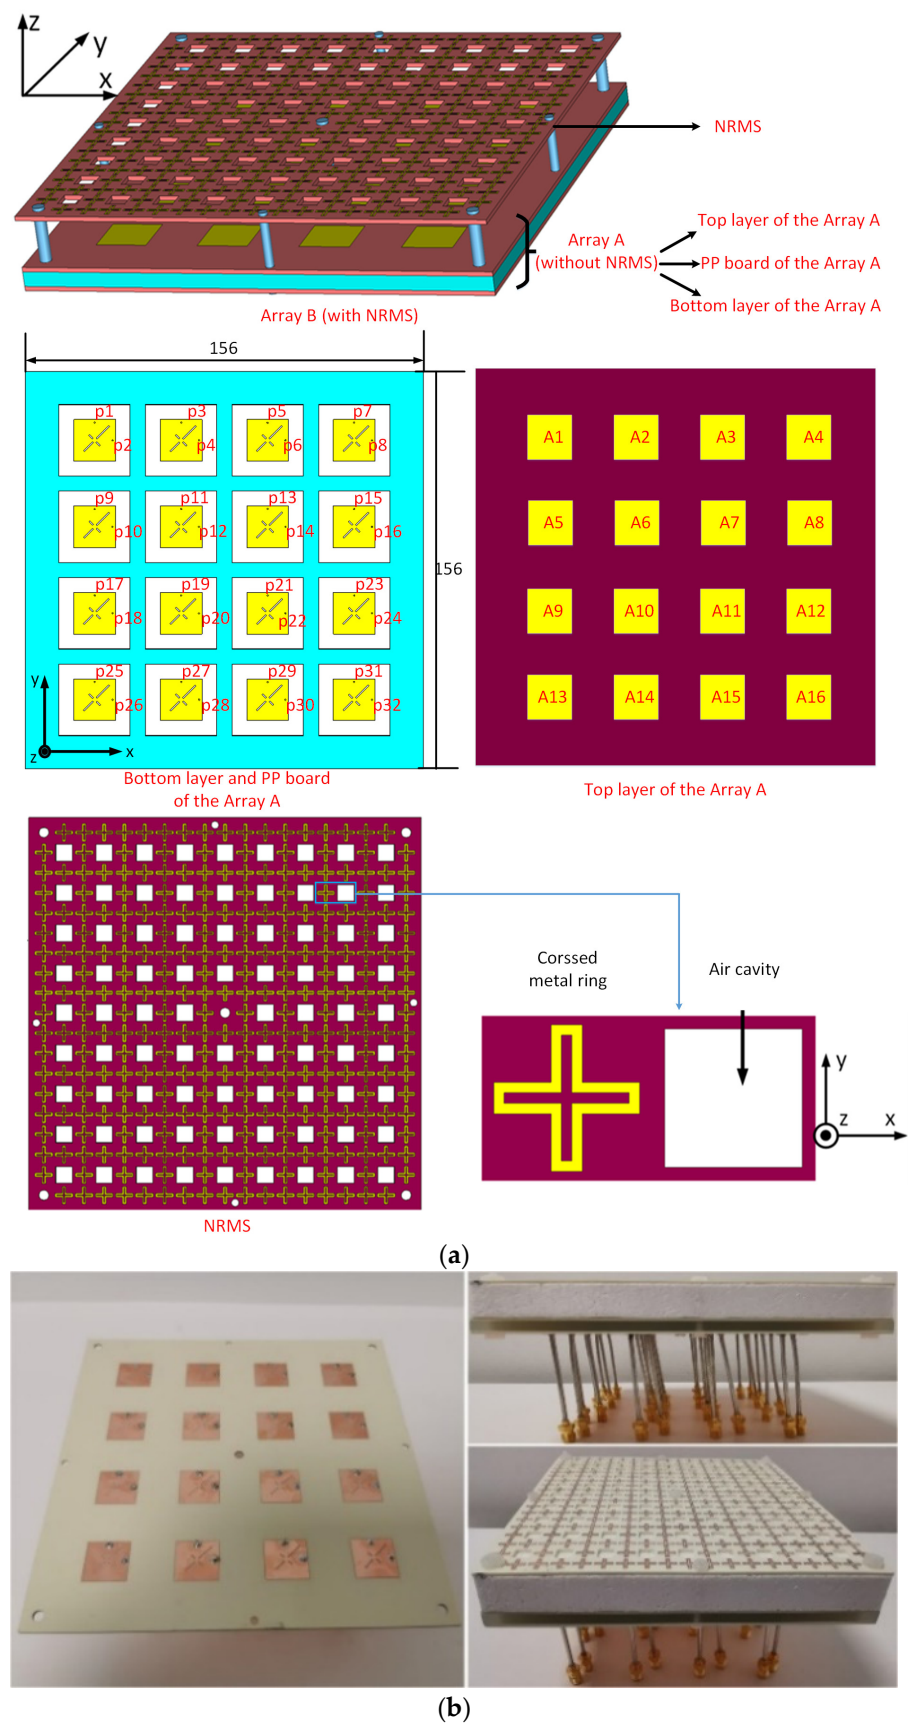 z
y
x
NRMS
Top layer of the Array A
Array A
(without NRMS)
PP board of the Array A
Bottom layer of the Array A
Array B (with NRMS)
156
p1 p3 p5 p7
p2 p4 p6 p8
p9 p11 p13 p15
p10 p12 p14 p16
156
p17 p19 p21 p23
p18 p20 p22 p24
p25 p27 p29 p31
p26 p28 p30 p32
y
z
x
Bottom layer and PP board
of the Array A
A1 A2 A3 A4
A5 A6 A7 A8
A9 A10 A11 A12
A13 A14 A15 A16
Top layer of the Array A
NRMS
Corssed
metal ring
Air cavity
y
z
x
(a)
(b)